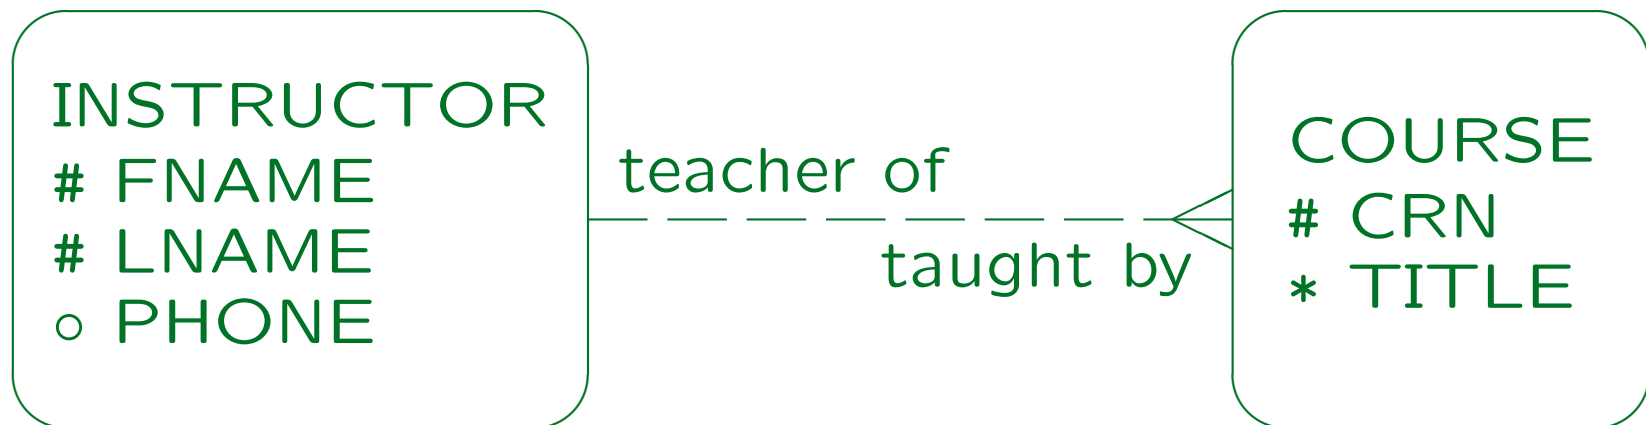 INSTRUCTOR
# FNAME
# LNAME
○ PHONE
teacher of
taught by
COURSE
# CRN
* TITLE